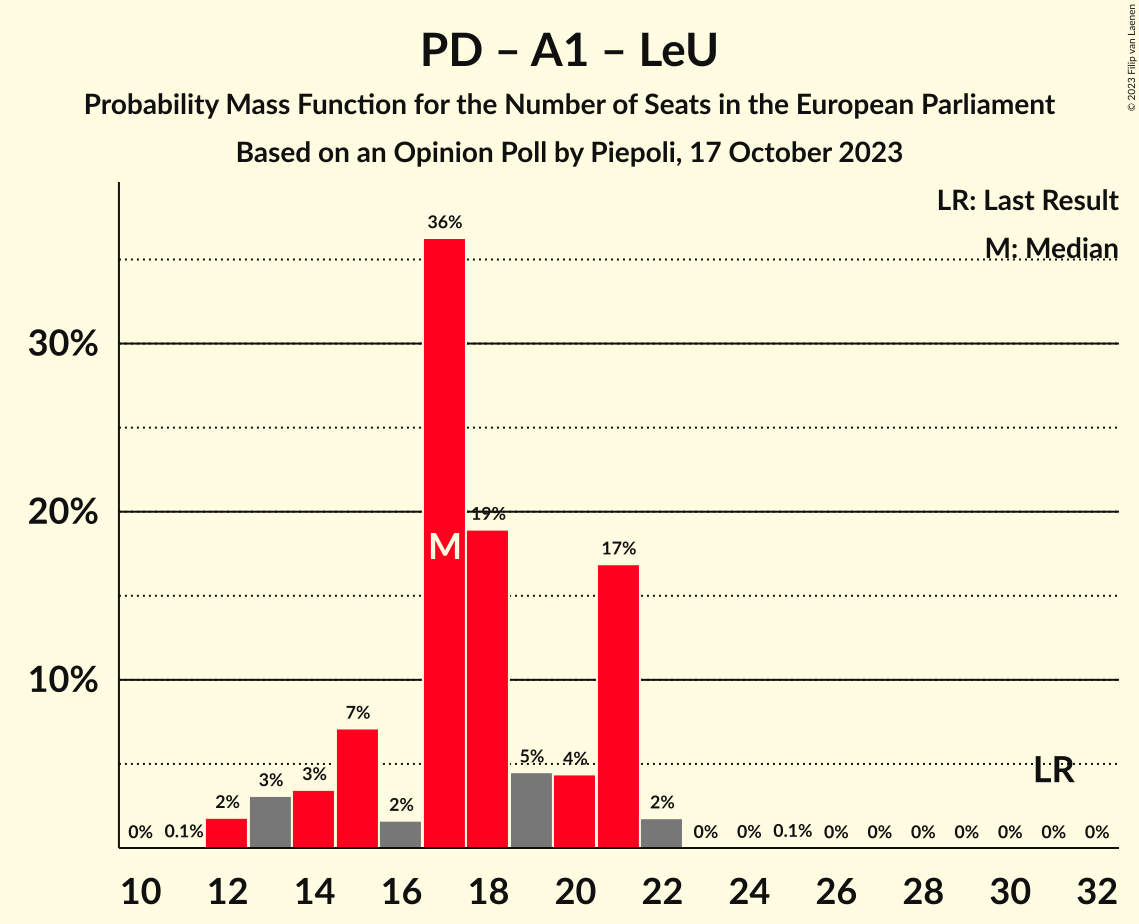 PD – A1 – LeU
Probability Mass Function for the Number of Seats in the European Parliament
Based on an Opinion Poll by Piepoli, 17 October 2023
© 2023 Filip van Laenen
LR: Last Result
M: Median
30%
20%
10%
0% 0.1% 2% 3% 3% 7% 2% 36% 19% 5% 4% 17% 2% 0% 0% 0.1% 0% 0% 0% 0% 0% 0% 0%
M
LR
10 12 14 16 18 20 22 24 26 28 30 32